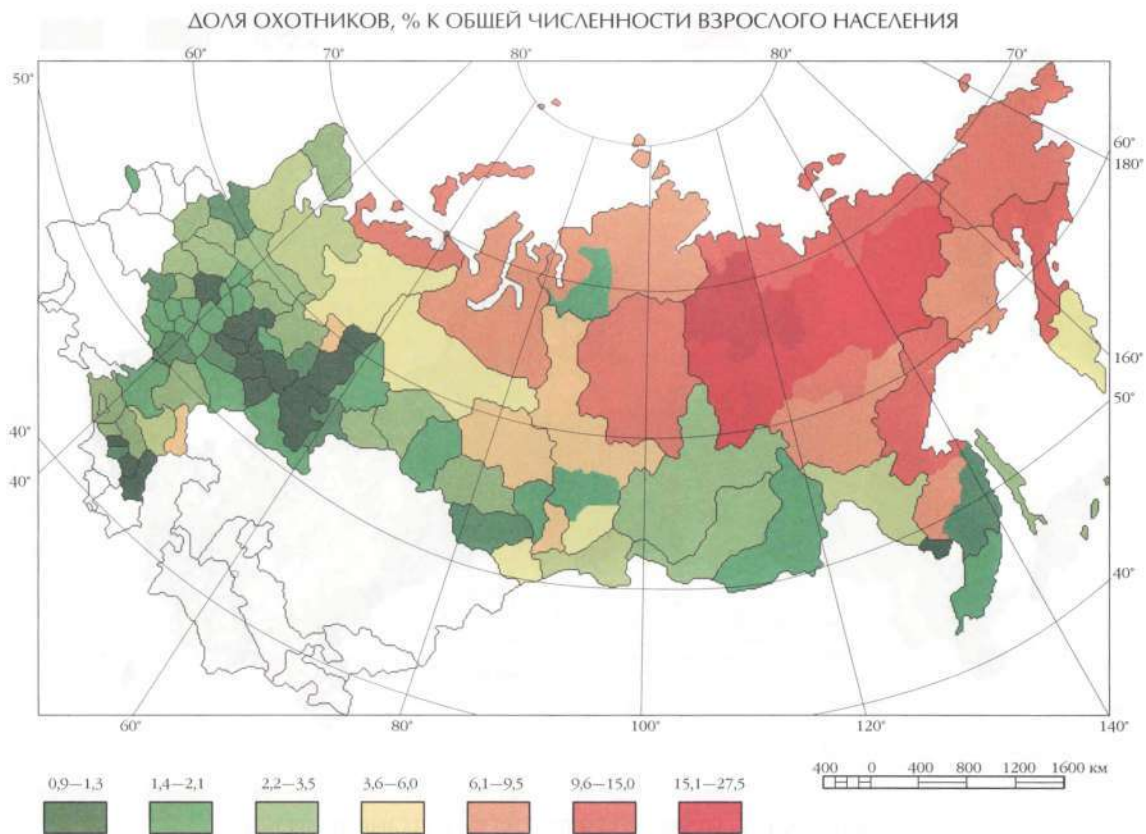 ДОЛЯ ОХОТНИКОВ, % К ОБЩЕЙ ЧИСЛЕННОСТИ ВЗРОСЛОГО НАСЕЛЕНИЯ
60° 70° 80° 80° 70°
50°
60°
180°
160°
50°
40°
40°
40°
60° 80° 100° 120° 140°
0,9—1,3 1,4—2,1 2,2—3,5 3,6—6,0 6,1—9,5 9,6—15,0 15,1—27,5
400 0 400 800 1200 1600 км